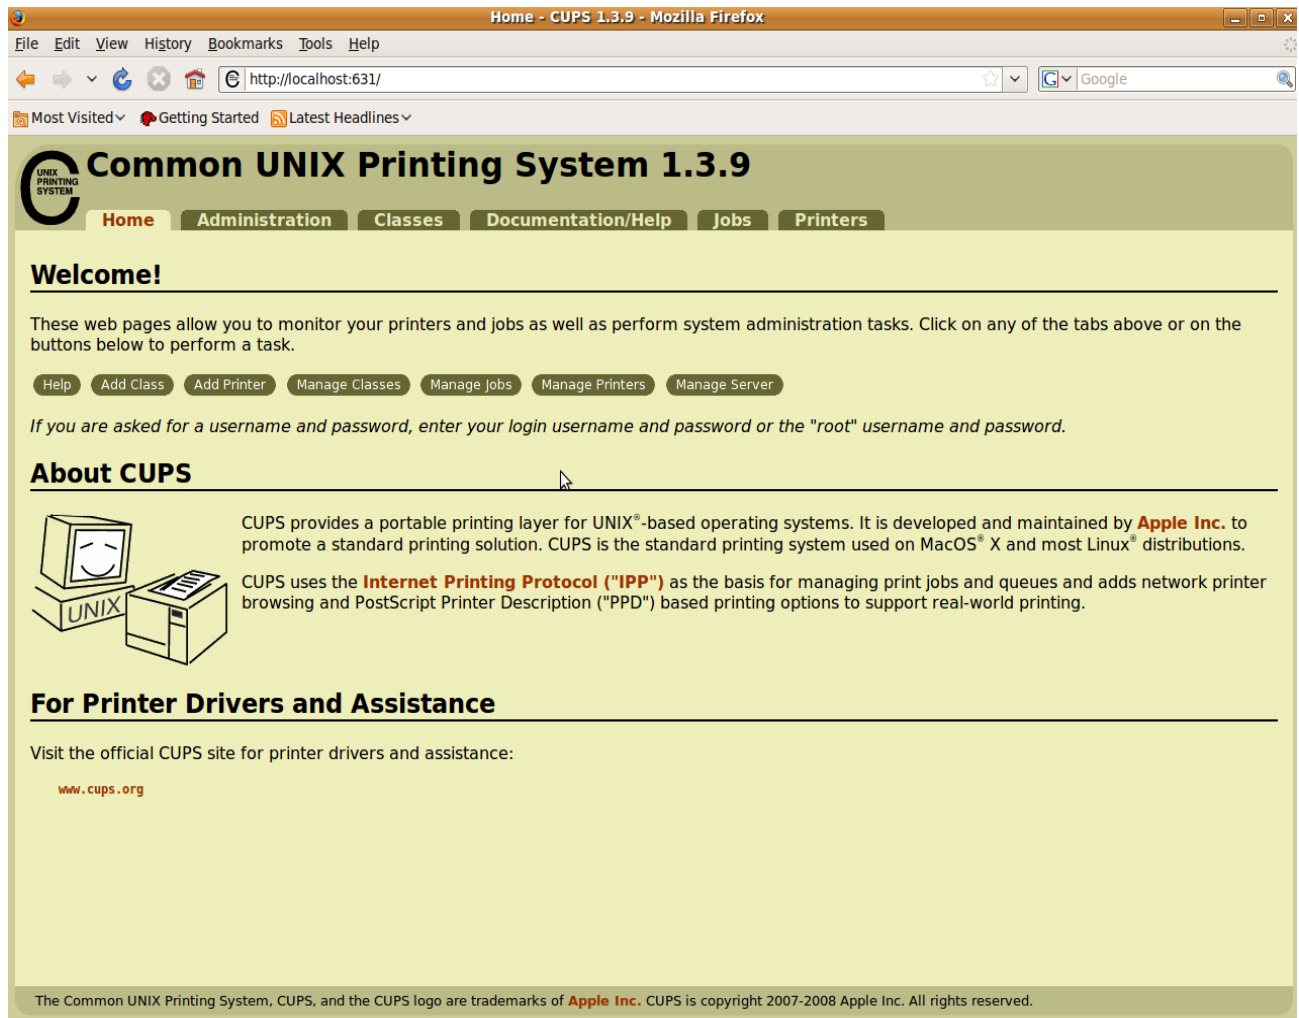 Home - CUPS 1.3.9 - Mozilla Firefox
File Edit View History Bookmarks Tools Help
http://localhost:631/
G Google
Most Visited Getting Started Latest Headlines
UNIX
PRINTING
SYSTEM
Common UNIX Printing System 1.3.9
Home Administration Classes Documentation/Help Jobs Printers
Welcome!
These web pages allow you to monitor your printers and jobs as well as perform system administration tasks. Click on any of the tabs above or on the
buttons below to perform a task.
Help Add Class Add Printer Manage Classes Manage Jobs Manage Printers Manage Server
If you are asked for a username and password, enter your login username and password or the "root" username and password.
About CUPS
CUPS provides a portable printing layer for UNIX®-based operating systems. It is developed and maintained by Apple Inc. to
promote a standard printing solution. CUPS is the standard printing system used on MacOS® X and most Linux® distributions.
CUPS uses the Internet Printing Protocol ("IPP") as the basis for managing print jobs and queues and adds network printer
browsing and PostScript Printer Description ("PPD") based printing options to support real-world printing.
UNIX
For Printer Drivers and Assistance
Visit the official CUPS site for printer drivers and assistance:
www.cups.org
The Common UNIX Printing System, CUPS, and the CUPS logo are trademarks of Apple Inc. CUPS is copyright 2007-2008 Apple Inc. All rights reserved.